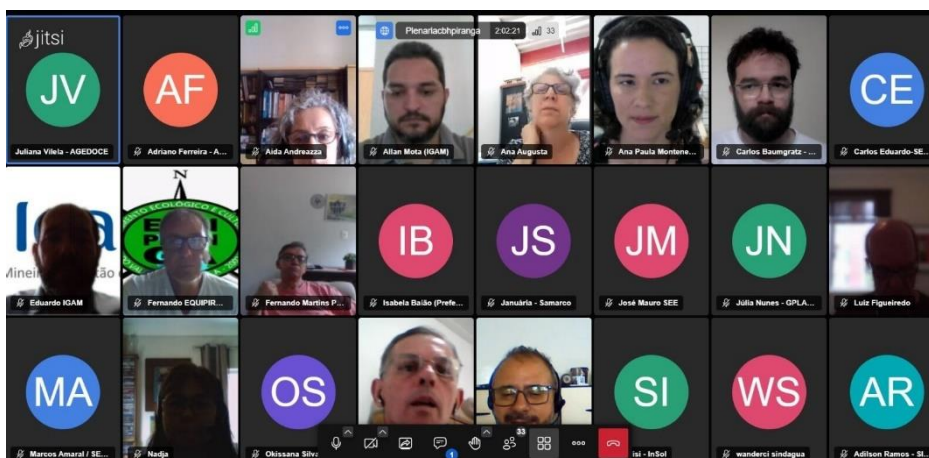 jitsi
Plenariacbhpiranga 2:02:21 33
JV
AF
CE
Juliana Vilela - AGEDOCE
Adriano Ferreira - A...
Aida Andreazza
Allan Mota (IGAM)
Ana Augusta
Ana Paula Montene...
Carlos Baumgratz - ...
Carlos Eduardo-SE...
N
IB
JS
JM
JN
Eduardo IGAM
Fernando EQUIPIR...
Fernando Martins P...
Isabela Baião (Prefe...
Januária - Samarco
José Mauro SEE
Júlia Nunes - GPLA...
Luiz Figueiredo
MA
OS
SI
WS
AR
33
1
Marcos Amaral / SE...
Nadja
Okissana Silv
isi - InSol
wanderci sindagua
Adilson Ramos - SI...